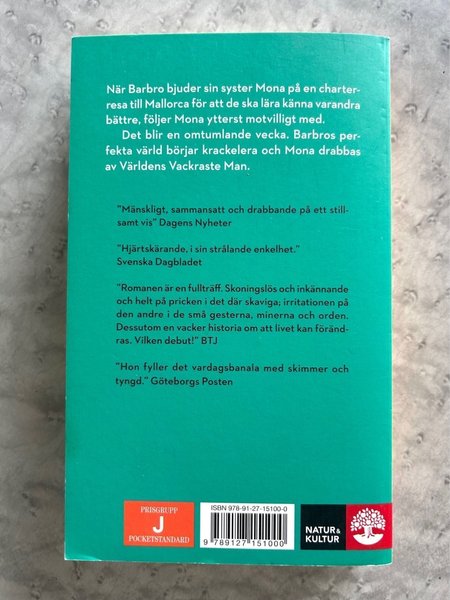 När Barbro bjuder sin syster Mona på en charter-
resa till Mallorca för att de ska lära känna varandra
bättre, följer Mona ytterst motvilligt med.
Det blir en omtumlande vecka. Barbros per-
fekta värld börjar krackelera och Mona drabbas
av Världens Vackraste Man.
"Mänskligt, sammansatt och drabbande på ett still-
samt vis" Dagens Nyheter
"Hjärtskärande, i sin strålande enkelhet."
Svenska Dagbladet
"Romanen är en fullträff. Skoningslös och inkännande
och helt på pricken i det där skaviga; irritationen på
den andre i de små gesterna, minerna och orden.
Dessutom en vacker historia om att livet kan föränd-
ras. Vilken debut!" BTJ
"Hon fyller det vardagsbanala med skimmer och
tyngd." Göteborgs Posten
PRISGRUPP
J
POCKETSTANDARD
ISBN 978-91-27-15100-0
9 789127 151000
NATUR &
KULTUR